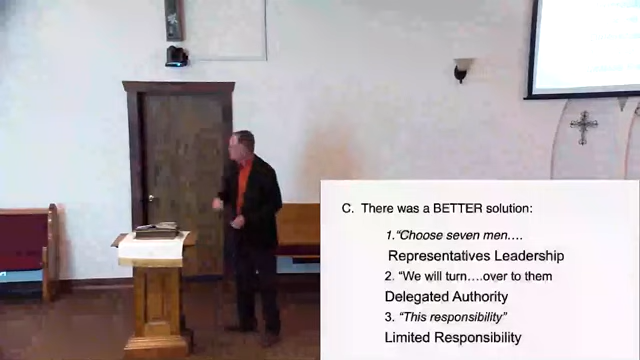 C. There was a BETTER solution:
1."Choose seven men....
Representatives Leadership
2. "We will turn....over to them
Delegated Authority
3. "This responsibility"
Limited Responsibility